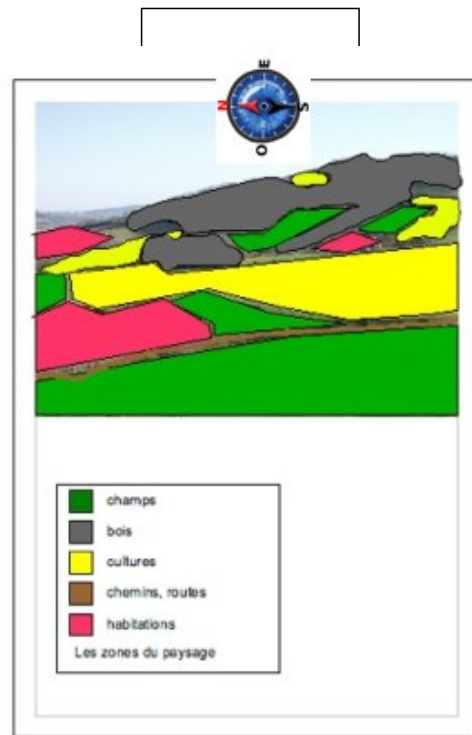 E
N
S
O
champs
bois
cultures
chemins, routes
habitations
Les zones du paysage